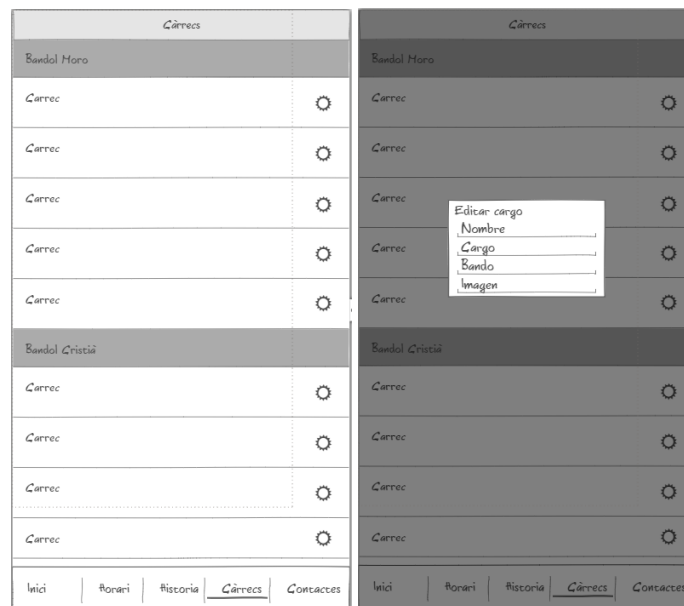 Càrrecs
Bandol Moro
Carrec
Carrec
Carrec
Carrec
Carrec
Bandol Cristià
Carrec
Carrec
Carrec
Carrec
Inici Horari Historia Càrrecs Contactes
Càrrecs
Bandol Moro
Carrec
Carrec
Carrec
Editar cargo
Nombre
Cargo
Bando
Imagen
Carrec
Carrec
Bandol Cristià
Carrec
Carrec
Carrec
Carrec
Inici Horari Historia Càrrecs Contactes